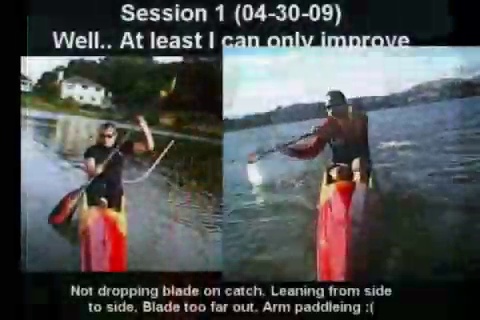 Session 1 (04-30-09)
Well.. At least I can only improve
Not dropping blade on catch. Leaning from side
to side. Blade too far out. Arm paddleing :(